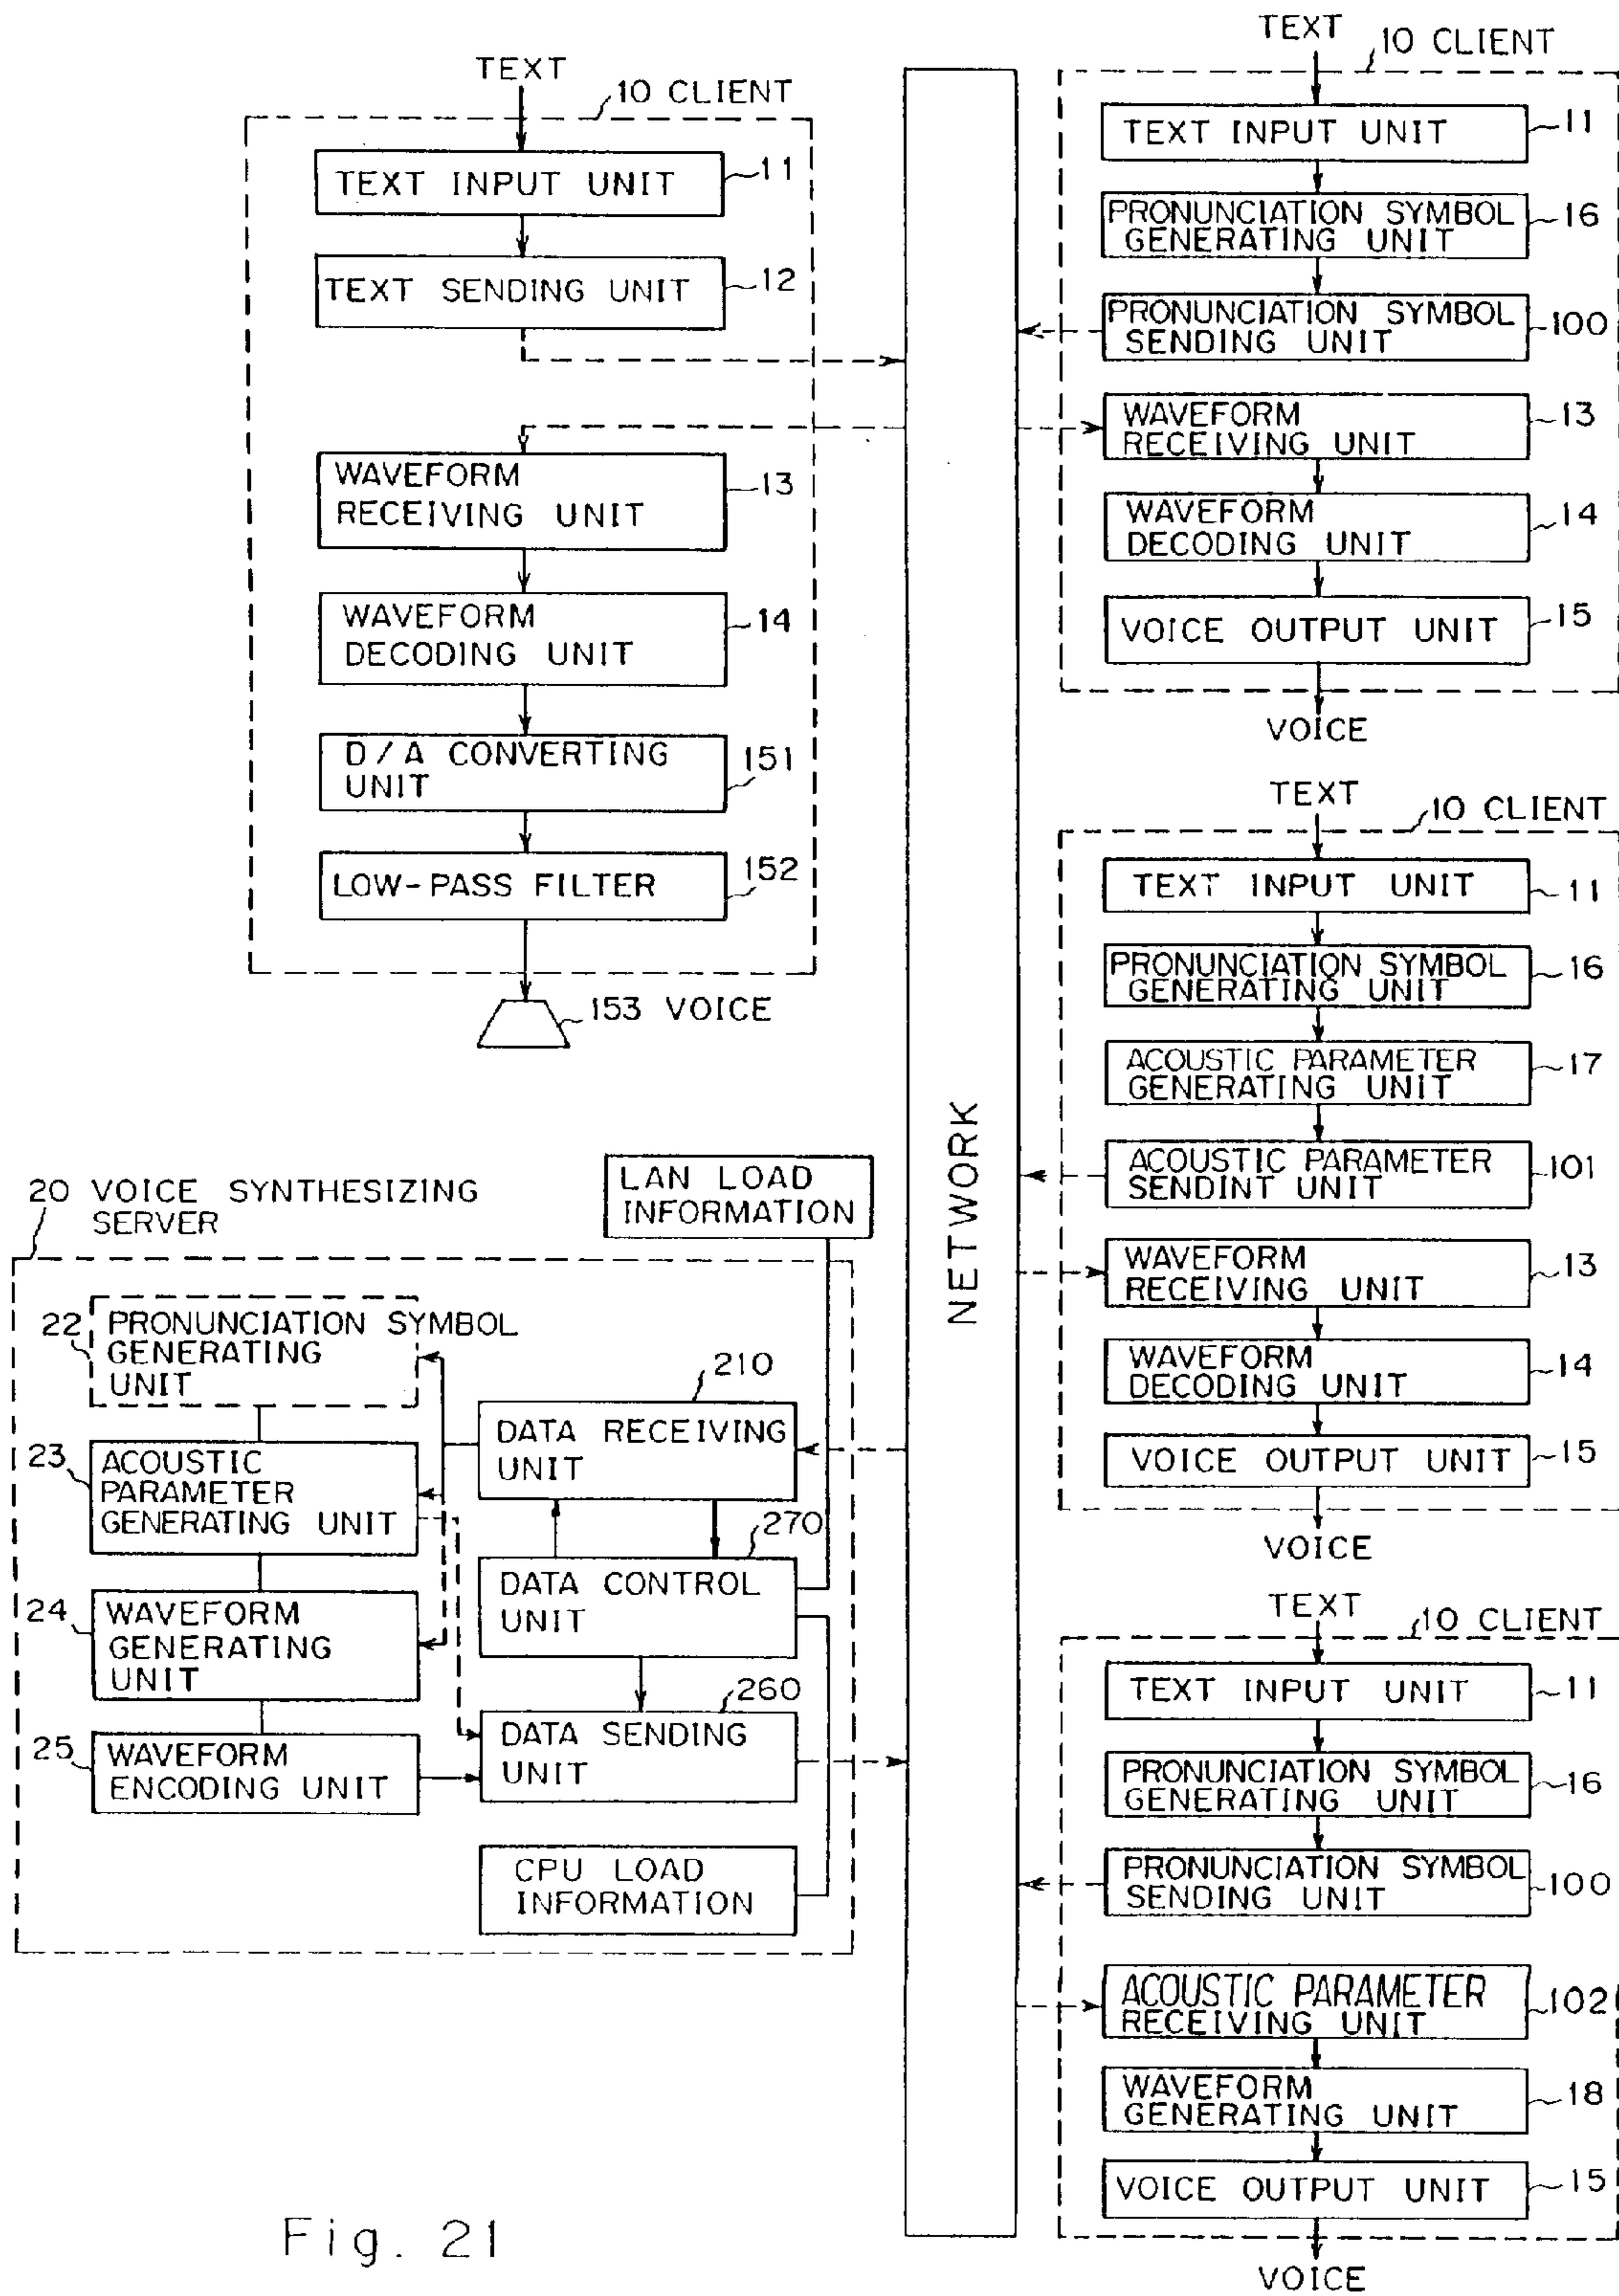 TEXT
10 CLIENT
TEXT INPUT UNIT
11
TEXT SENDING UNIT
12
WAVEFORM
RECEIVING UNIT
13
WAVEFORM
DECODING UNIT
14
D/A CONVERTING
UNIT
151
LOW-PASS FILTER
152
153 VOICE
LAN LOAD
INFORMATION
20 VOICE SYNTHESIZING
SERVER
22
PRONUNCIATION SYMBOL
GENERATING
UNIT
210
DATA RECEIVING
UNIT
23
ACOUSTIC
PARAMETER
GENERATING UNIT
270
DATA CONTROL
UNIT
24
WAVEFORM
GENERATING
UNIT
260
DATA SENDING
UNIT
25
WAVEFORM
ENCODING UNIT
CPU LOAD
INFORMATION
NETWORK
TEXT
10 CLIENT
TEXT INPUT UNIT
11
PRONUNCIATION SYMBOL
GENERATING UNIT
16
PRONUNCIATION SYMBOL
SENDING UNIT
100
WAVEFORM
RECEIVING UNIT
13
WAVEFORM
DECODING UNIT
14
VOICE OUTPUT UNIT
15
VOICE
TEXT
10 CLIENT
TEXT INPUT UNIT
11
PRONUNCIATION SYMBOL
GENERATING UNIT
16
ACOUSTIC PARAMETER
GENERATING UNIT
17
ACOUSTIC PARAMETER
SENDINT UNIT
101
WAVEFORM
RECEIVING UNIT
13
WAVEFORM
DECODING UNIT
14
VOICE OUTPUT UNIT
15
VOICE
TEXT
10 CLIENT
TEXT INPUT UNIT
11
PRONUNCIATION SYMBOL
GENERATING UNIT
16
PRONUNCIATION SYMBOL
SENDING UNIT
100
ACOUSTIC PARAMETER
RECEIVING UNIT
102
WAVEFORM
GENERATING UNIT
18
VOICE OUTPUT UNIT
15
VOICE
Fig. 21